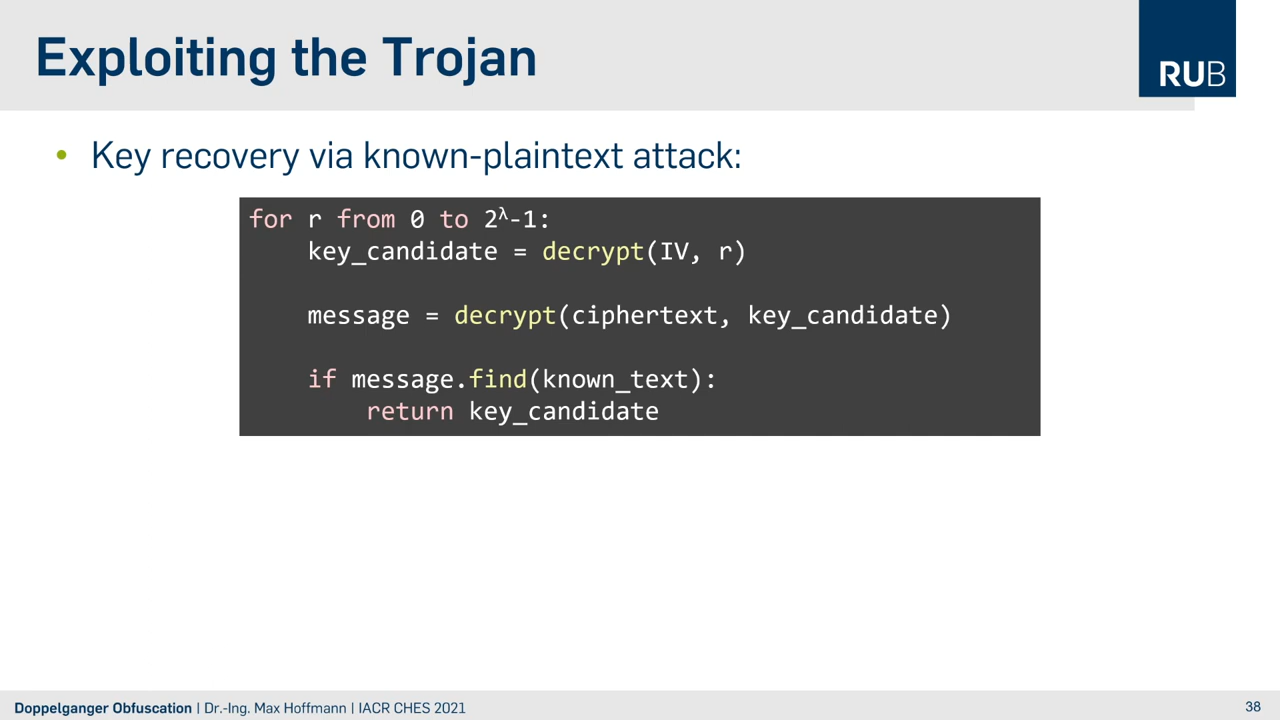 Exploiting the Trojan
RUB
• Key recovery via known-plaintext attack:
for r from 0 to 2^λ-1:
    key_candidate = decrypt(IV, r)
    message = decrypt(ciphertext, key_candidate)
    if message.find(known_text):
        return key_candidate
Doppelganger Obfuscation | Dr.-Ing. Max Hoffmann | IACR CHES 2021
38